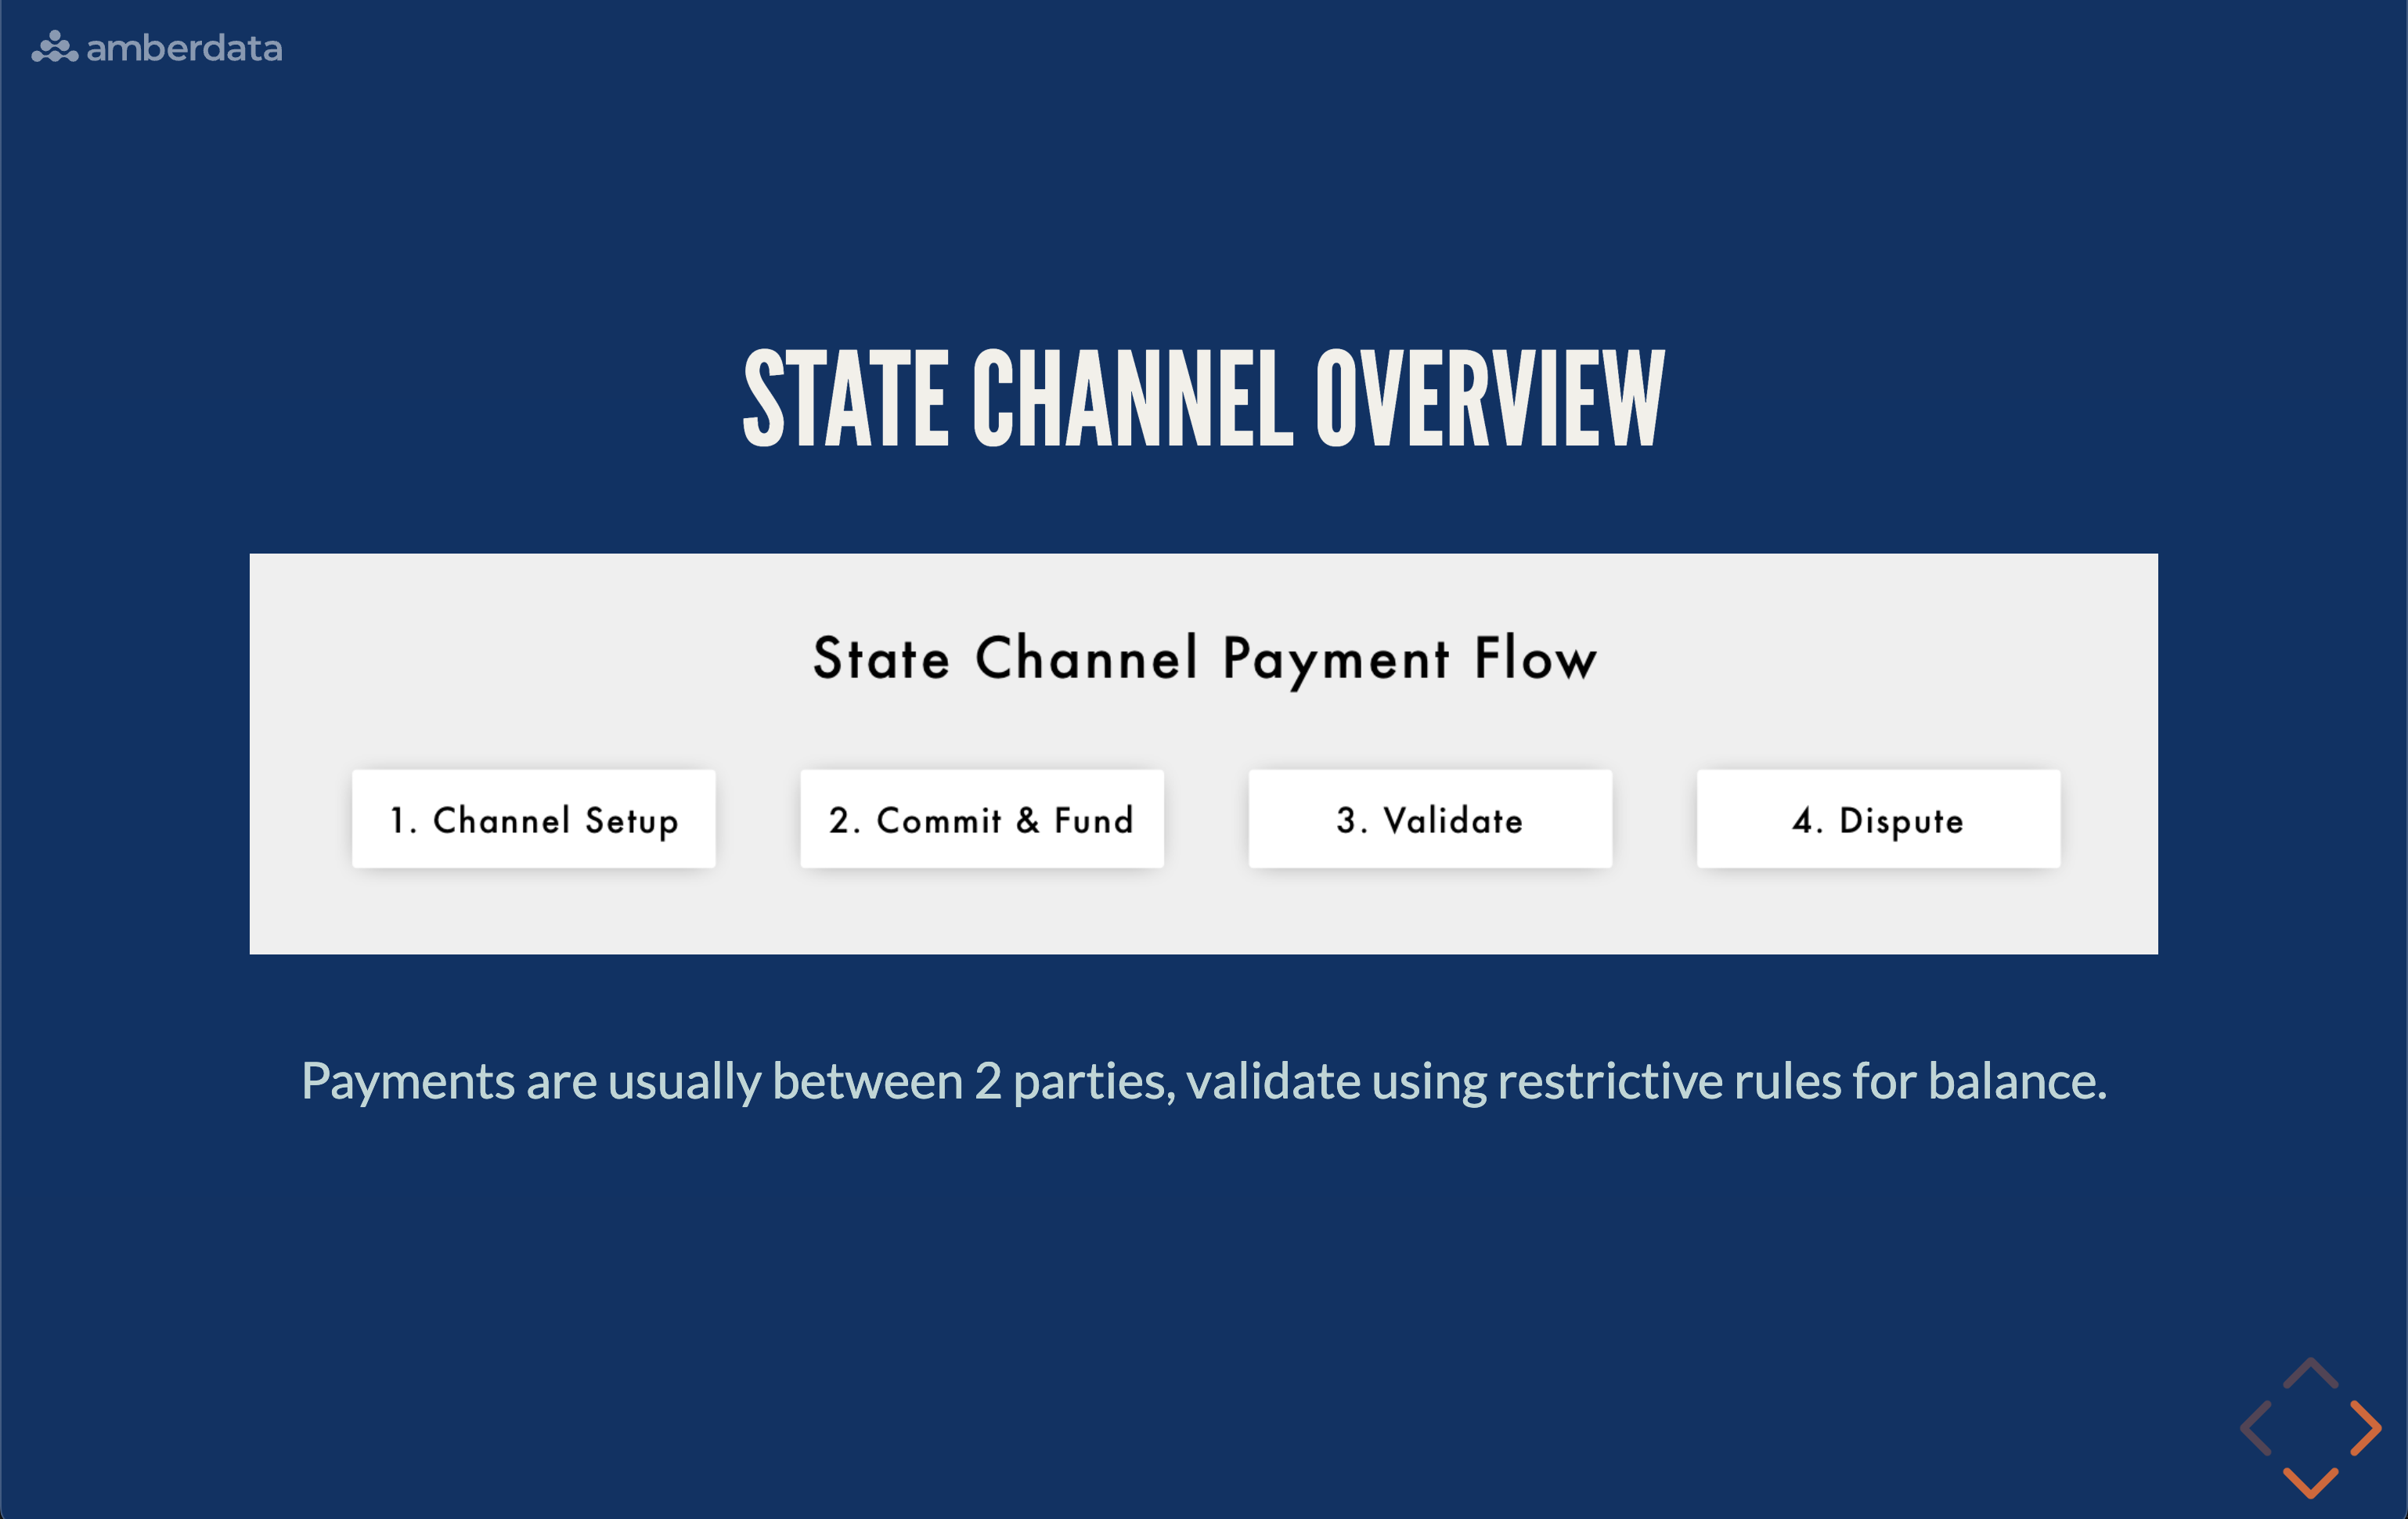 amberdata
STATE CHANNEL OVERVIEW
State Channel Payment Flow
1. Channel Setup
2. Commit & Fund
3. Validate
4. Dispute
Payments are usually between 2 parties, validate using restrictive rules for balance.